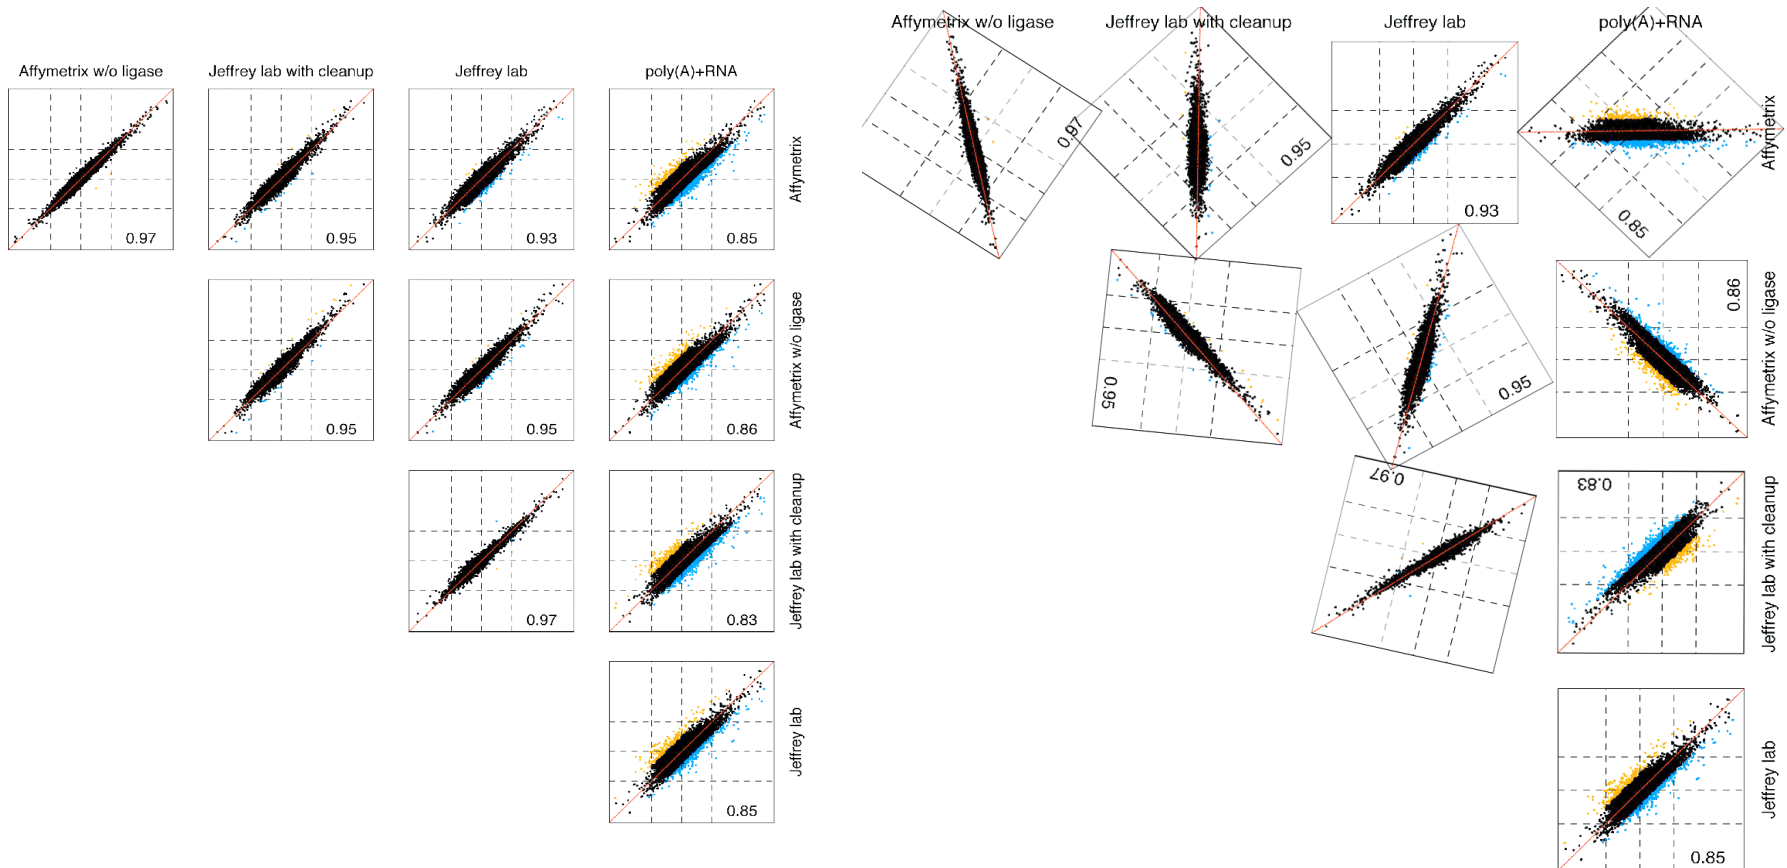 Affymetrix w/o ligase
Jeffrey lab with cleanup
Jeffrey lab
poly(A)+RNA
0.97
0.95
0.93
0.85
Affymetrix
0.95
0.95
0.86
Affymetrix w/o ligase
0.97
0.83
Jeffrey lab with cleanup
0.85
Jeffrey lab
Affymetrix w/o ligase
Jeffrey lab with cleanup
Jeffrey lab
poly(A)+RNA
0.97
0.95
0.93
0.85
Affymetrix
0.95
0.95
0.86
Affymetrix w/o ligase
0.97
0.83
Jeffrey lab with cleanup
0.85
Jeffrey lab